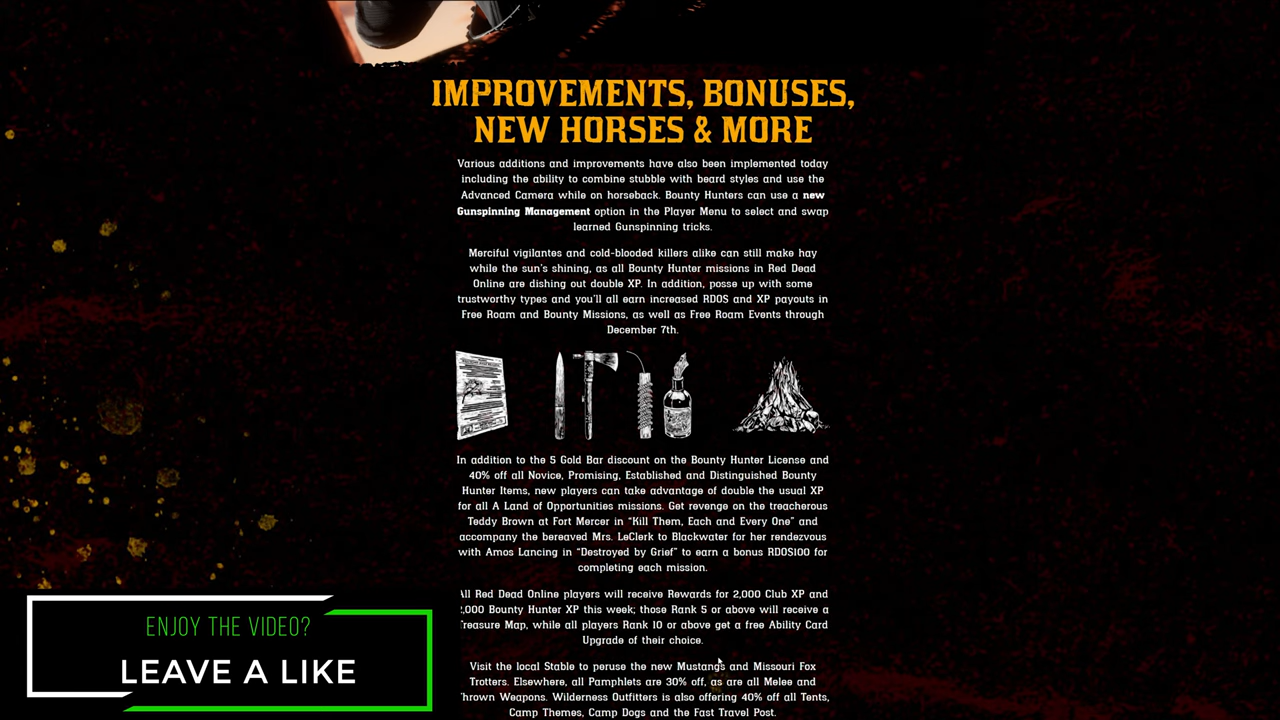 IMPROVEMENTS, BONUSES,
NEW HORSES & MORE
Various additions and improvements have also been implemented today
including the ability to combine stubble with beard styles and use the
Advanced Camera while on horseback. Bounty Hunters can use a new
Gunspinning Management option in the Player Menu to select and swap
learned Gunspinning tricks.
Merciful vigilantes and cold-blooded killers alike can still make hay
while the sun's shining, as all Bounty Hunter missions in Red Dead
Online are dishing out double XP. In addition, posse up with some
trustworthy types and you'll all earn increased RDO$ and XP payouts in
Free Roam and Bounty Missions, as well as Free Roam Events through
December 7th.
In addition to the 5 Gold Bar discount on the Bounty Hunter License and
40% off all Novice, Promising, Established and Distinguished Bounty
Hunter Items, new players can take advantage of double the usual XP
for all A Land of Opportunities missions. Get revenge on the treacherous
Teddy Brown at Fort Mercer in "Kill Them, Each and Every One" and
accompany the bereaved Mrs. LeClerk to Blackwater for her rendezvous
with Amos Lancing in "Destroyed by Grief" to earn a bonus RDO$100 for
completing each mission.
All Red Dead Online players will receive Rewards for 2,000 Club XP and
,000 Bounty Hunter XP this week; those Rank 5 or above will receive a
Treasure Map, while all players Rank 10 or above get a free Ability Card
Upgrade of their choice.
Visit the local Stable to peruse the new Mustangs and Missouri Fox
Trotters. Elsewhere, all Pamphlets are 30% off, as are all Melee and
Thrown Weapons. Wilderness Outfitters is also offering 40% off all Tents,
Camp Themes, Camp Dogs and the Fast Travel Post.
ENJOY THE VIDEO?
LEAVE A LIKE